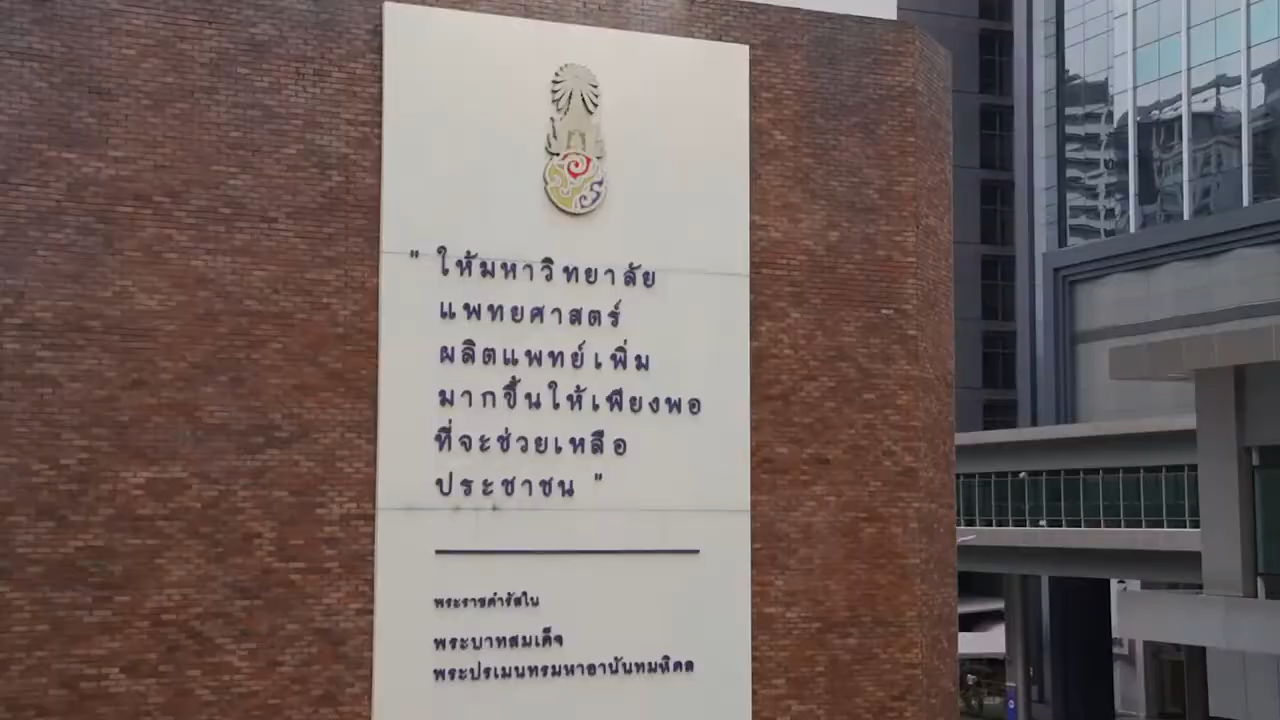 " ให้มหาวิทยาลัย
แพทยศาสตร์
ผลิตแพทย์เพิ่ม
มากขึ้นให้เพียงพอ
ที่จะช่วยเหลือ
ประชาชน "
พระราชดำรัสใน
พระบาทสมเด็จ
พระปรเมนทรมหาอานันทมหิดล